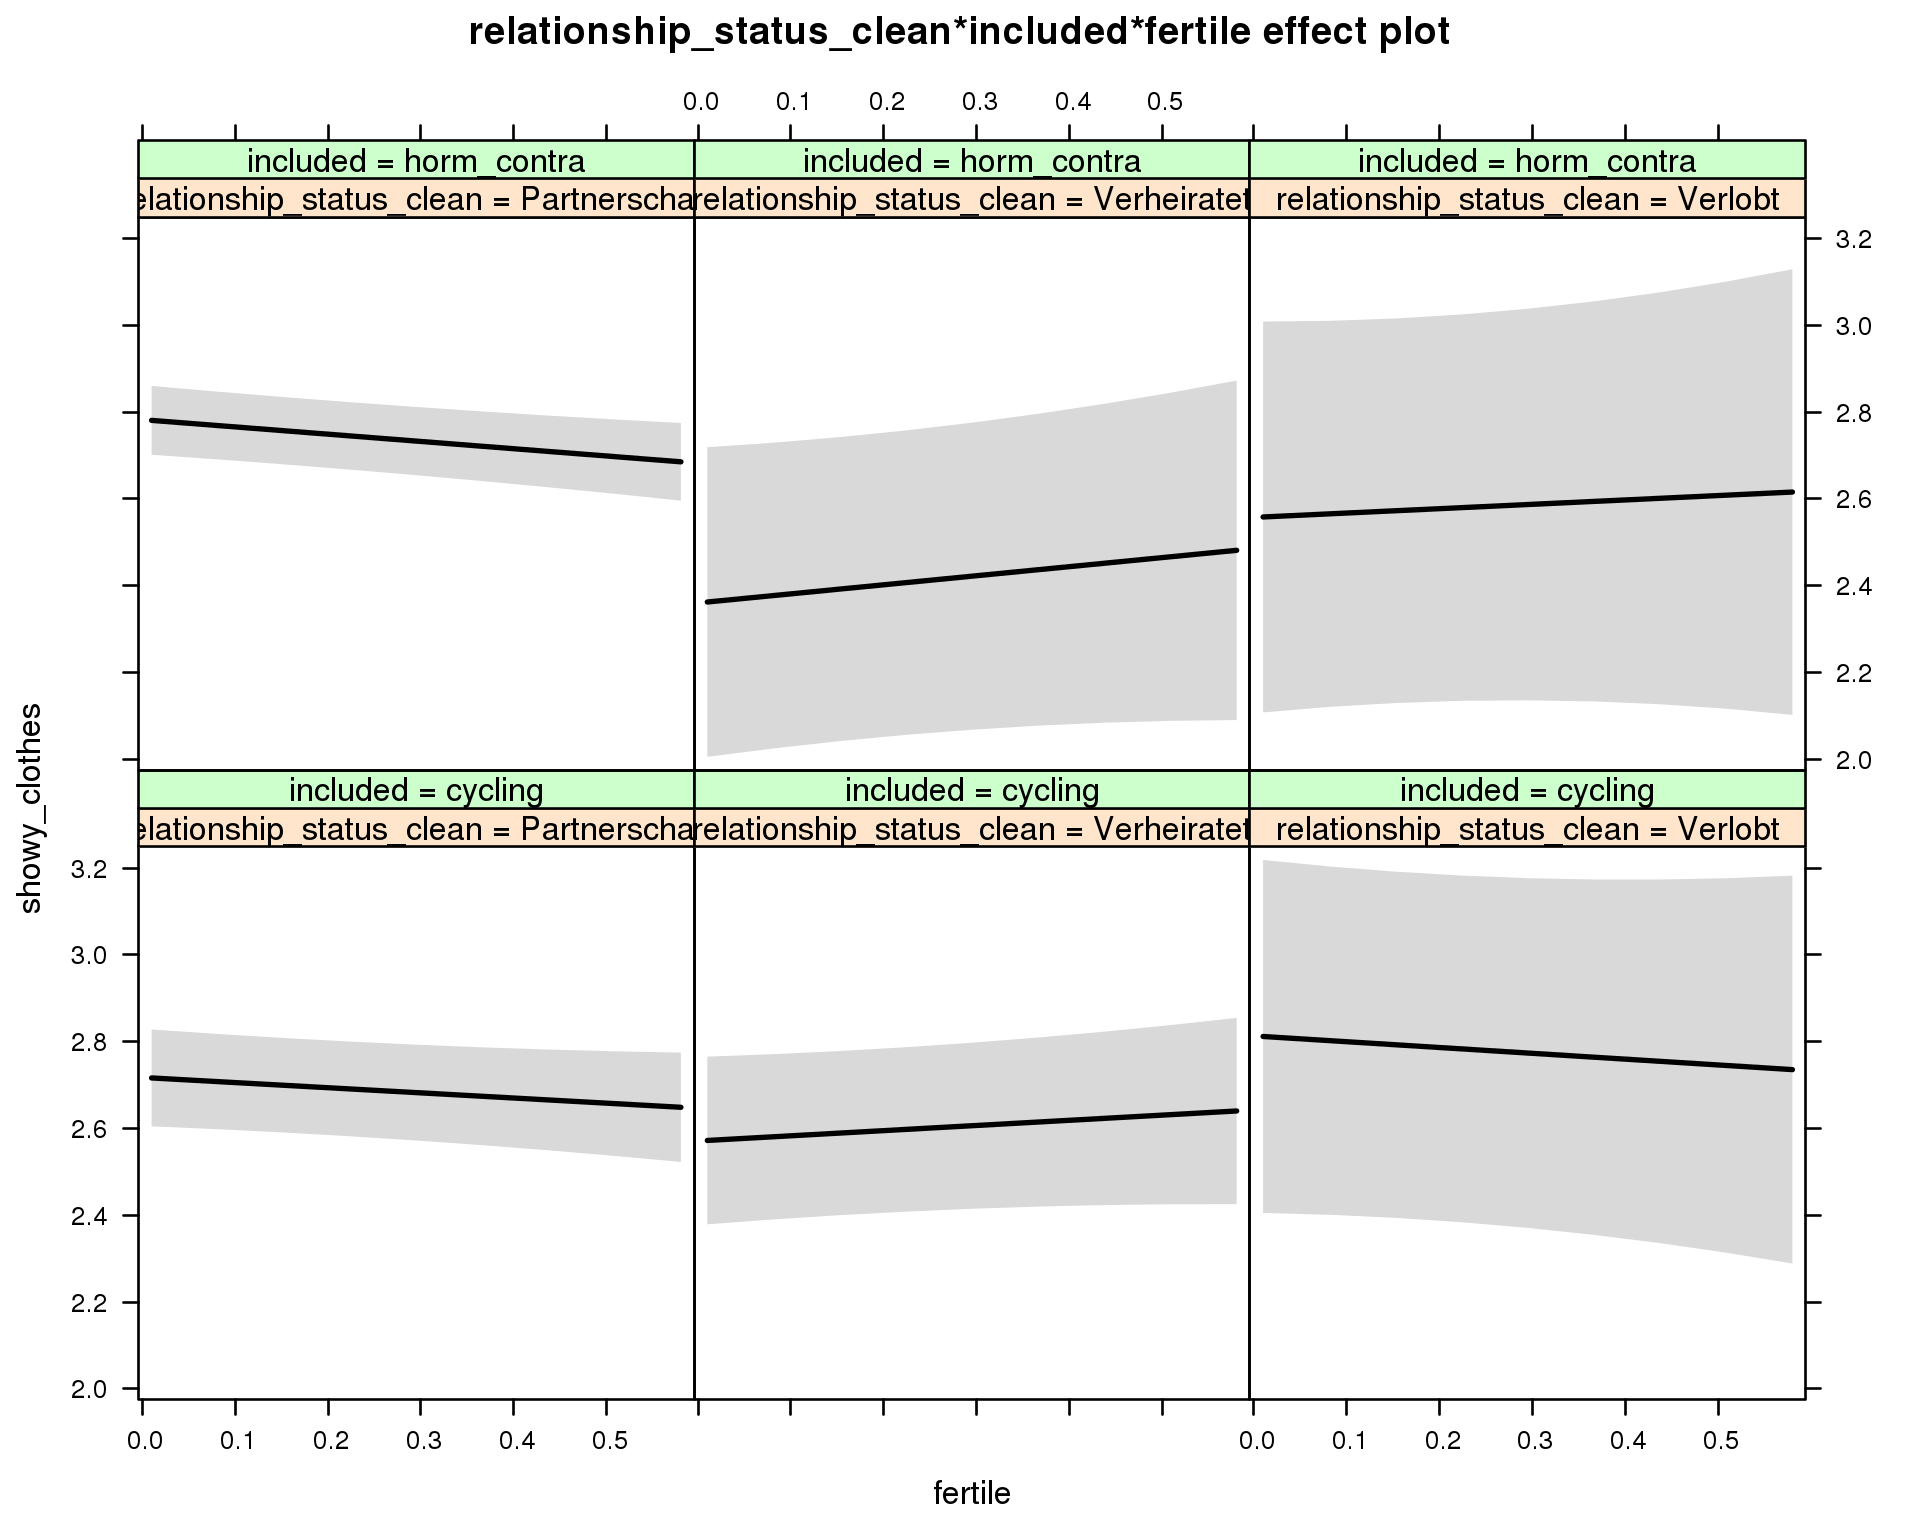 relationship_status_clean*included*fertile effect plot
0.0 0.1 0.2 0.3 0.4 0.5
included = horm_contra included = horm_contra included = horm_contra
elationship_status_clean = Partnerscha relationship_status_clean = Verheiratet relationship_status_clean = Verlobt
3.2
3.0
2.8
2.6
2.4
2.2
2.0
showy_clothes
included = cycling included = cycling included = cycling
elationship_status_clean = Partnerscha relationship_status_clean = Verheiratet relationship_status_clean = Verlobt
3.2
3.0
2.8
2.6
2.4
2.2
2.0
0.0 0.1 0.2 0.3 0.4 0.5 0.0 0.1 0.2 0.3 0.4 0.5
fertile